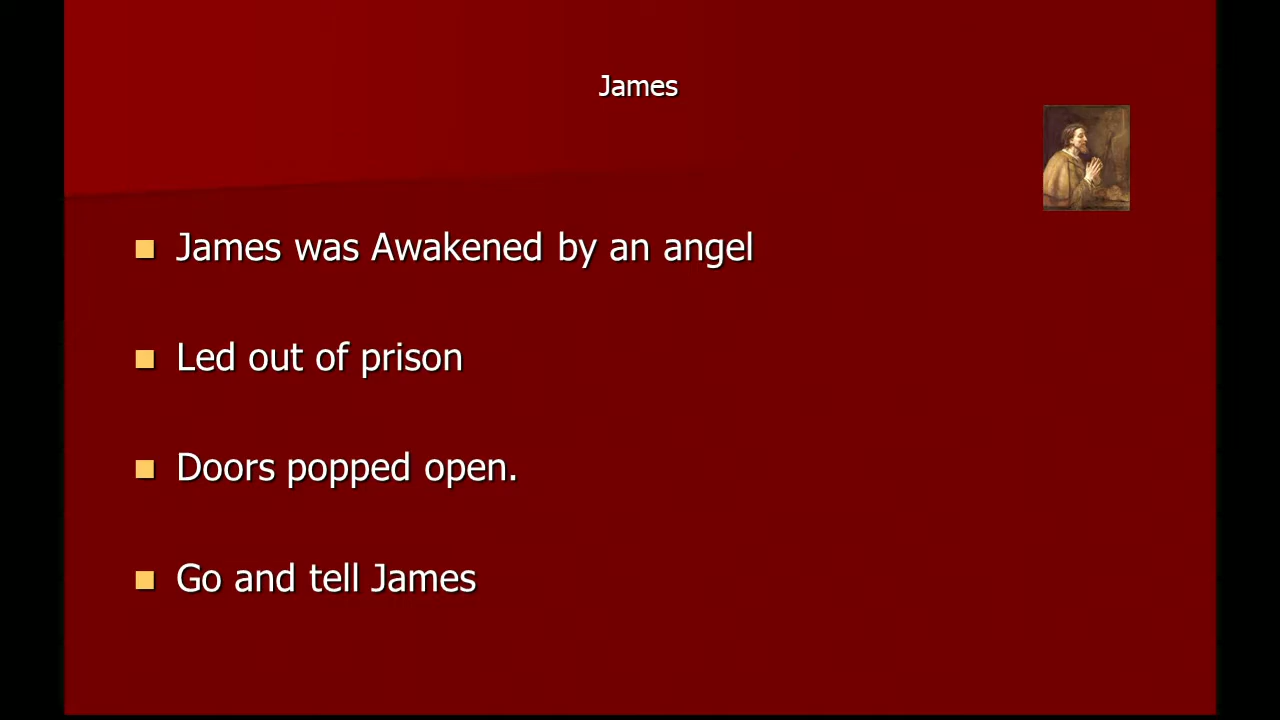 James
James was Awakened by an angel
Led out of prison
Doors popped open.
Go and tell James